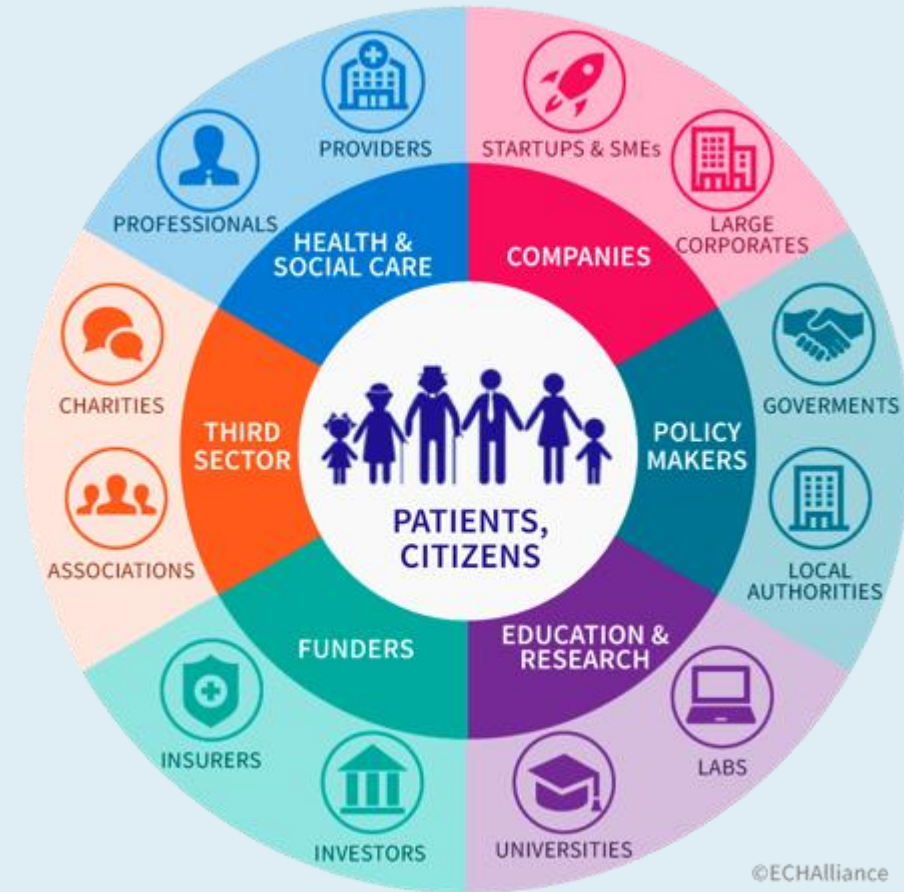 PROVIDERS
PROFESSIONALS
HEALTH &
SOCIAL CARE
STARTUPS & SMEs
LARGE
CORPORATES
COMPANIES
GOVERMENTS
LOCAL
AUTHORITIES
POLICY
MAKERS
EDUCATION &
RESEARCH
LABS
UNIVERSITIES
FUNDERS
INSURERS
INVESTORS
THIRD
SECTOR
CHARITIES
ASSOCIATIONS
PATIENTS,
CITIZENS
©ECHAlliance